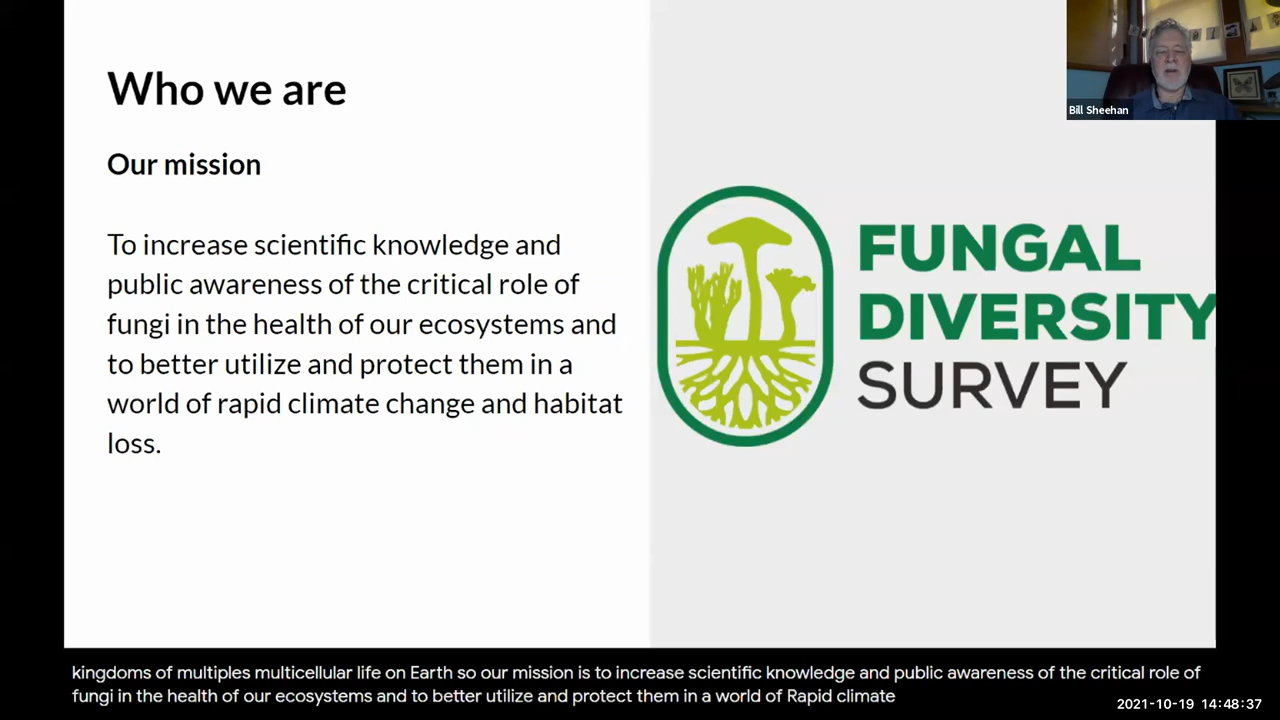 Who we are
Our mission
To increase scientific knowledge and
public awareness of the critical role of
fungi in the health of our ecosystems and
to better utilize and protect them in a
world of rapid climate change and habitat
loss.
FUNGAL
DIVERSITY
SURVEY
Bill Sheehan
kingdoms of multiples multicellular life on Earth so our mission is to increase scientific knowledge and public awareness of the critical role of
fungi in the health of our ecosystems and to better utilize and protect them in a world of Rapid climate
2021-10-19 14:48:37